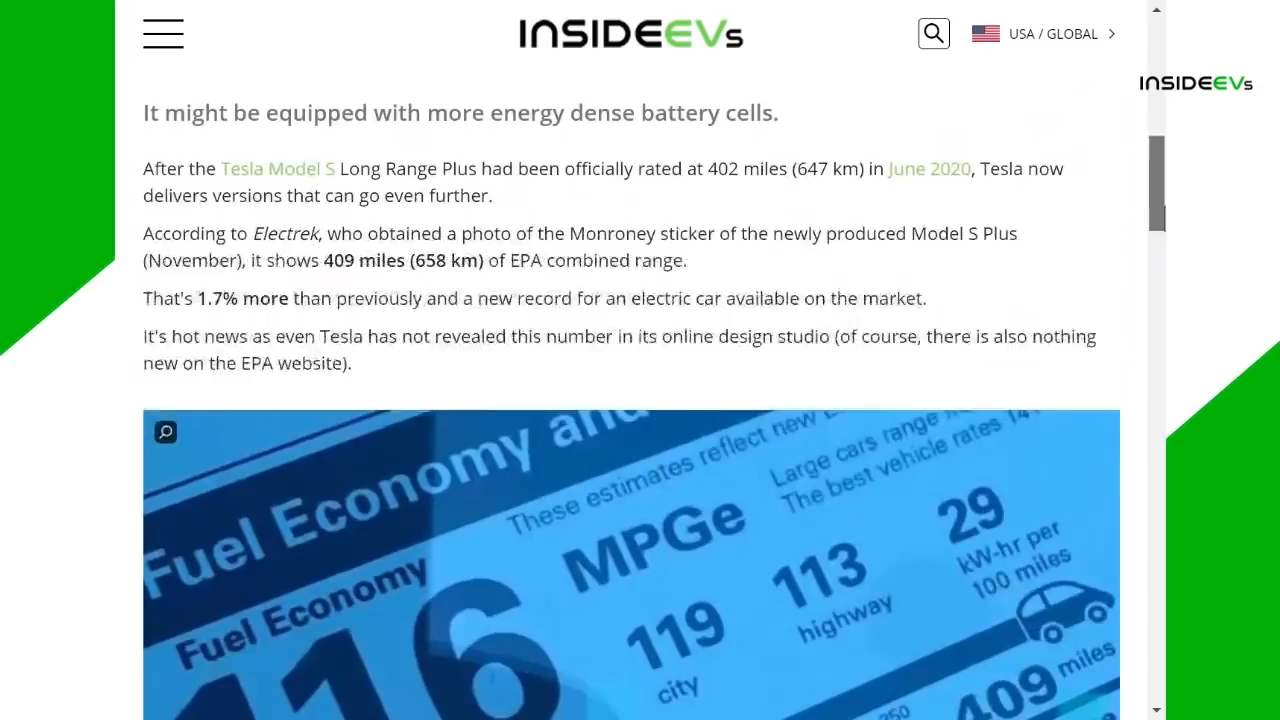 INSIDEEVs
USA / GLOBAL
INSIDEEVs
It might be equipped with more energy dense battery cells.
After the Tesla Model S Long Range Plus had been officially rated at 402 miles (647 km) in June 2020, Tesla now
delivers versions that can go even further.
According to Electrek, who obtained a photo of the Monroney sticker of the newly produced Model S Plus
(November), it shows 409 miles (658 km) of EPA combined range.
That's 1.7% more than previously and a new record for an electric car available on the market.
It's hot news as even Tesla has not revealed this number in its online design studio (of course, there is also nothing
new on the EPA website).
Fuel Economy and
These estimates reflect new
Large cars range
The best vehicle rates 141
Fuel Economy
MPGe
116
119
city
113
highway
29
kW-hr per
100 miles
350
409 miles